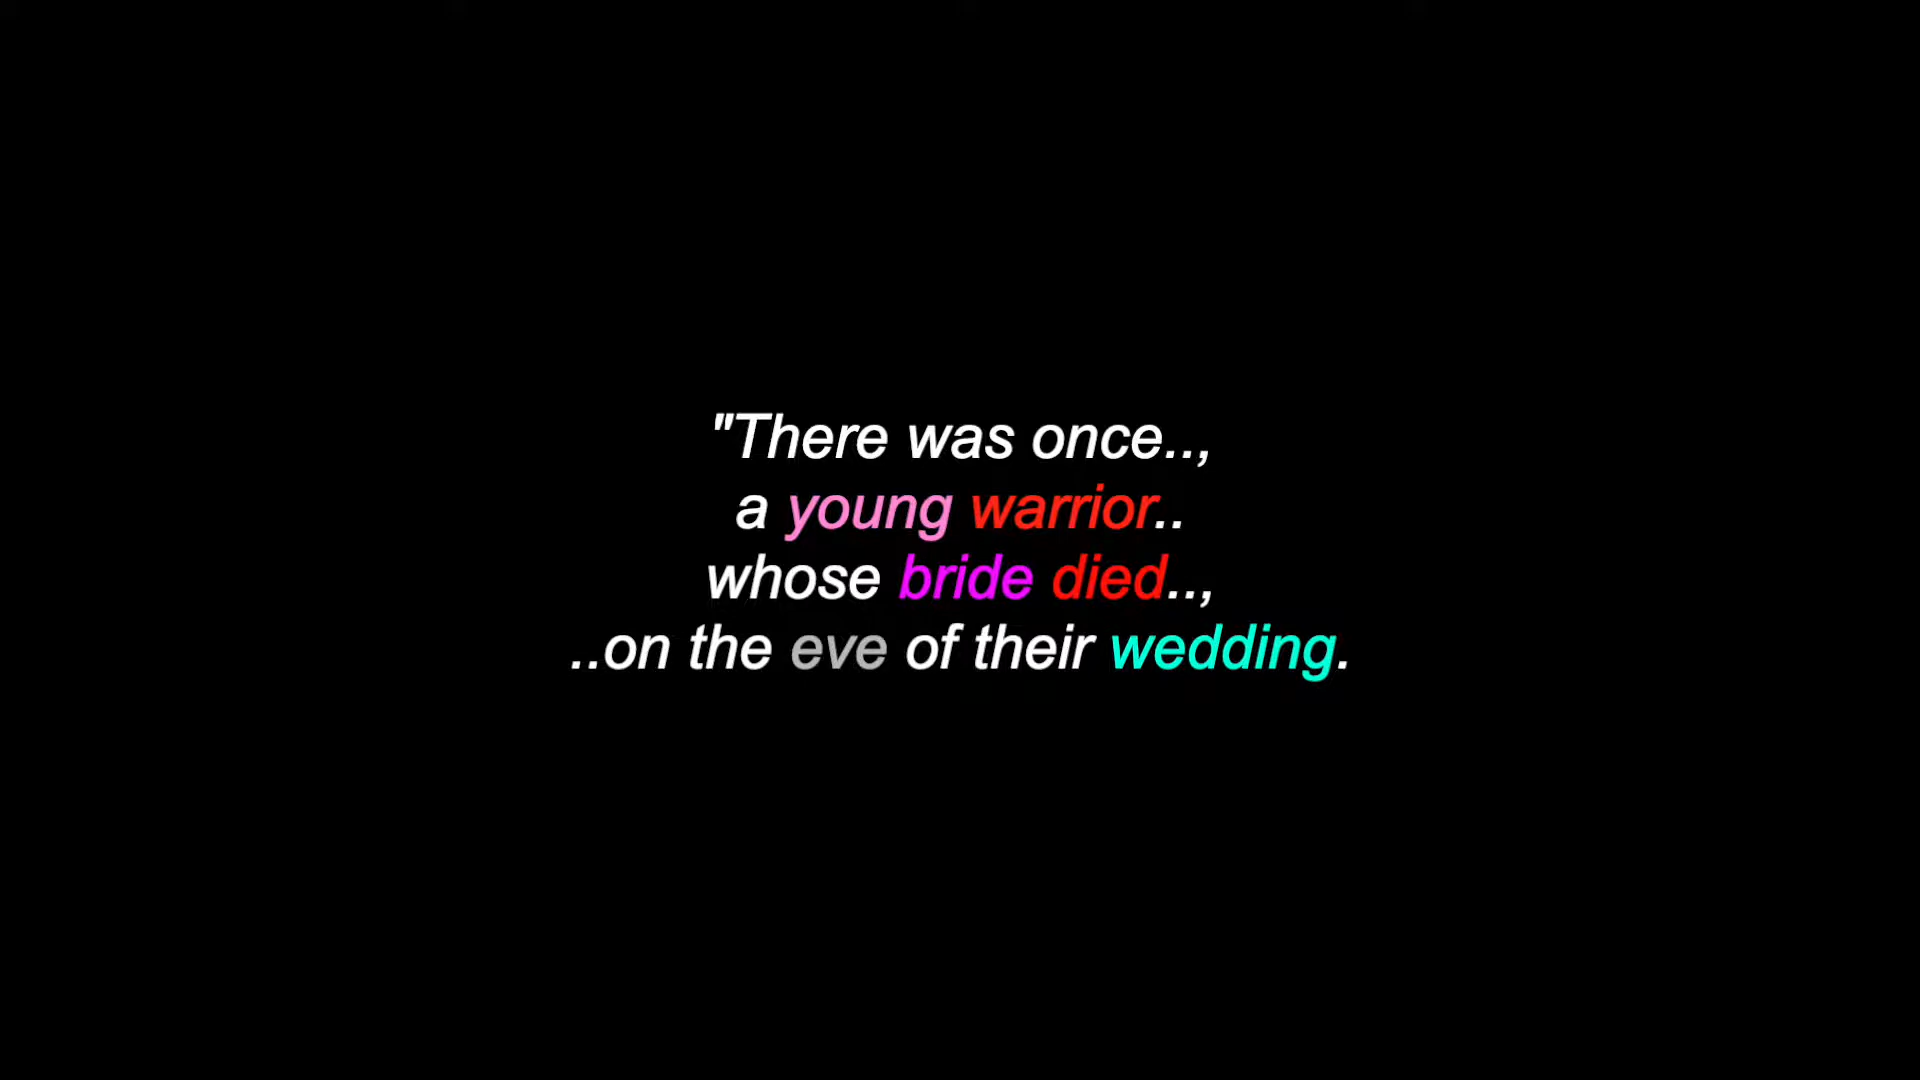 "There was once..,
a young warrior..
whose bride died..,
..on the eve of their wedding.